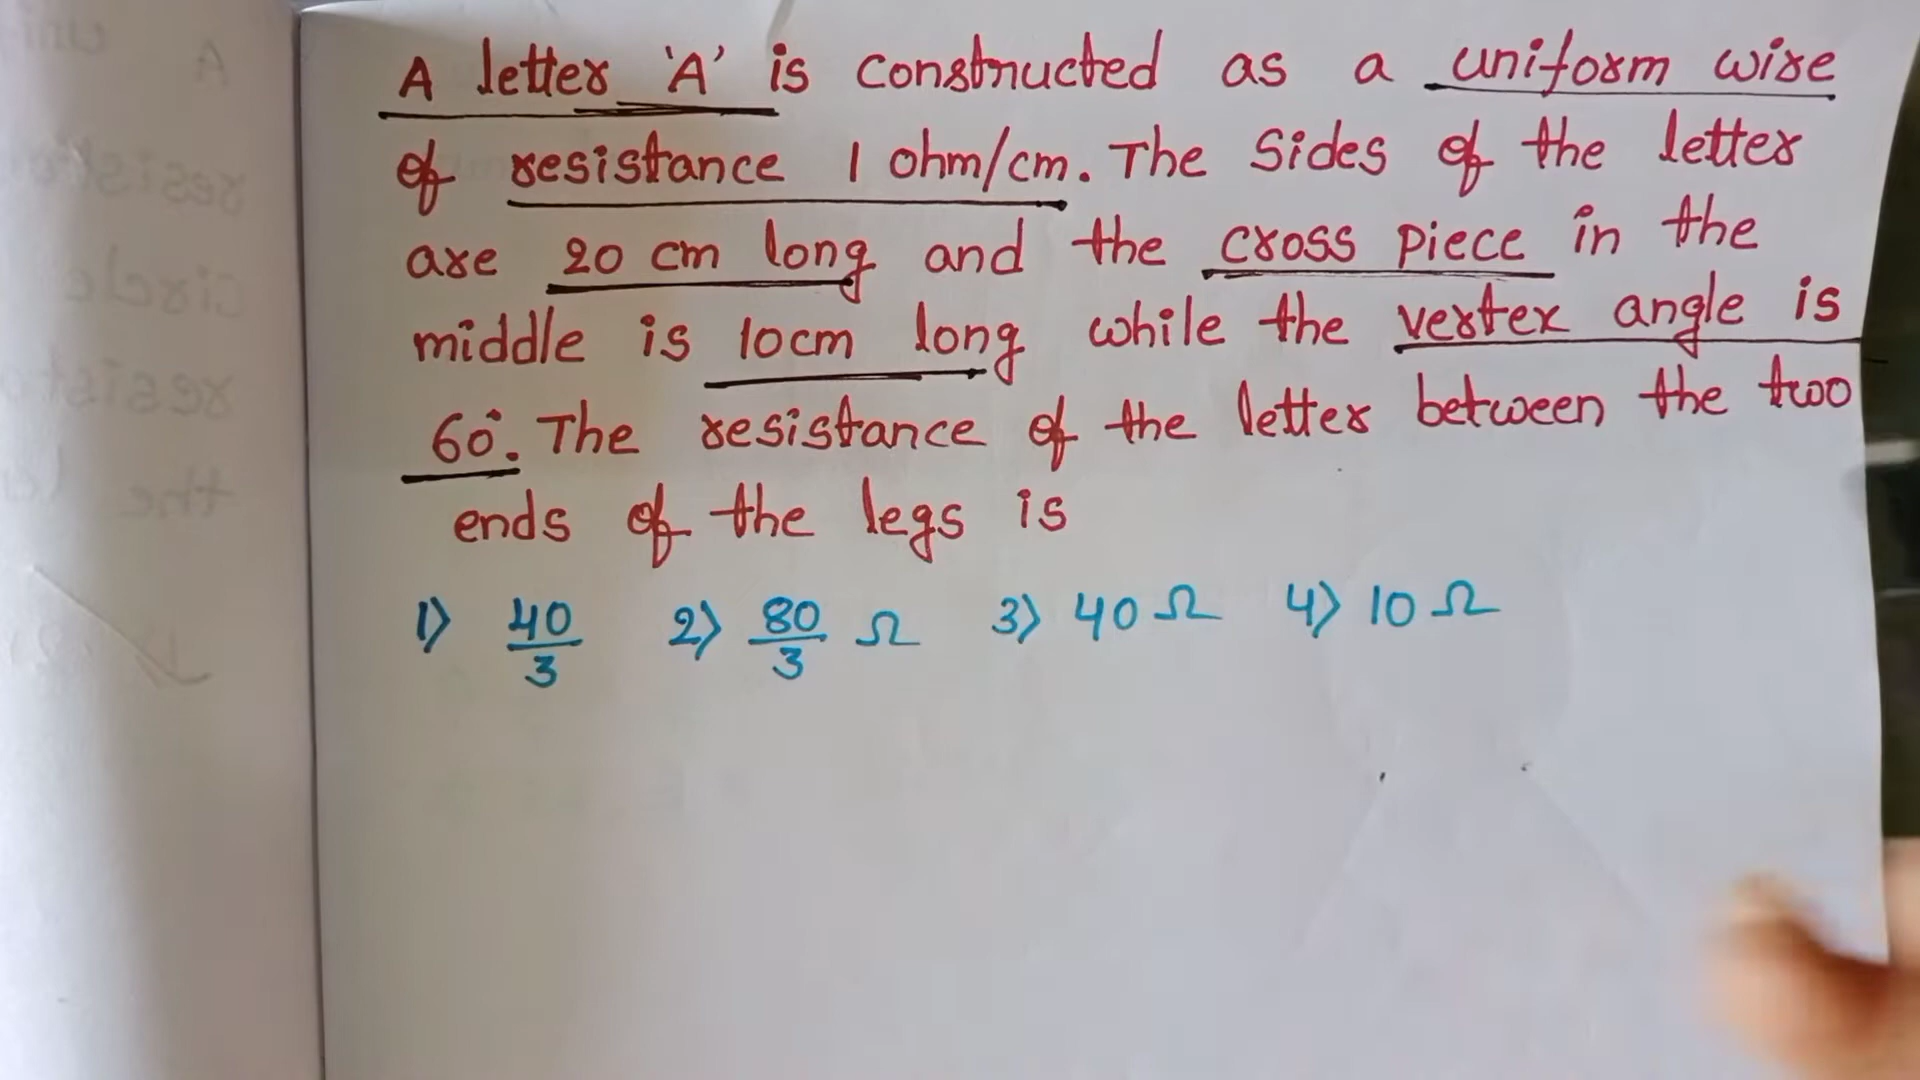 A letter 'A' is constructed as a uniform wire
of resistance 1 ohm/cm. The sides of the letter
are 20 cm long and the cross piece in the
middle is 10cm long while the vertex angle is
60°. The resistance of the letter between the two
ends of the legs is
1) 40/3 2) 80/3 Ω 3) 40 Ω 4) 10 Ω